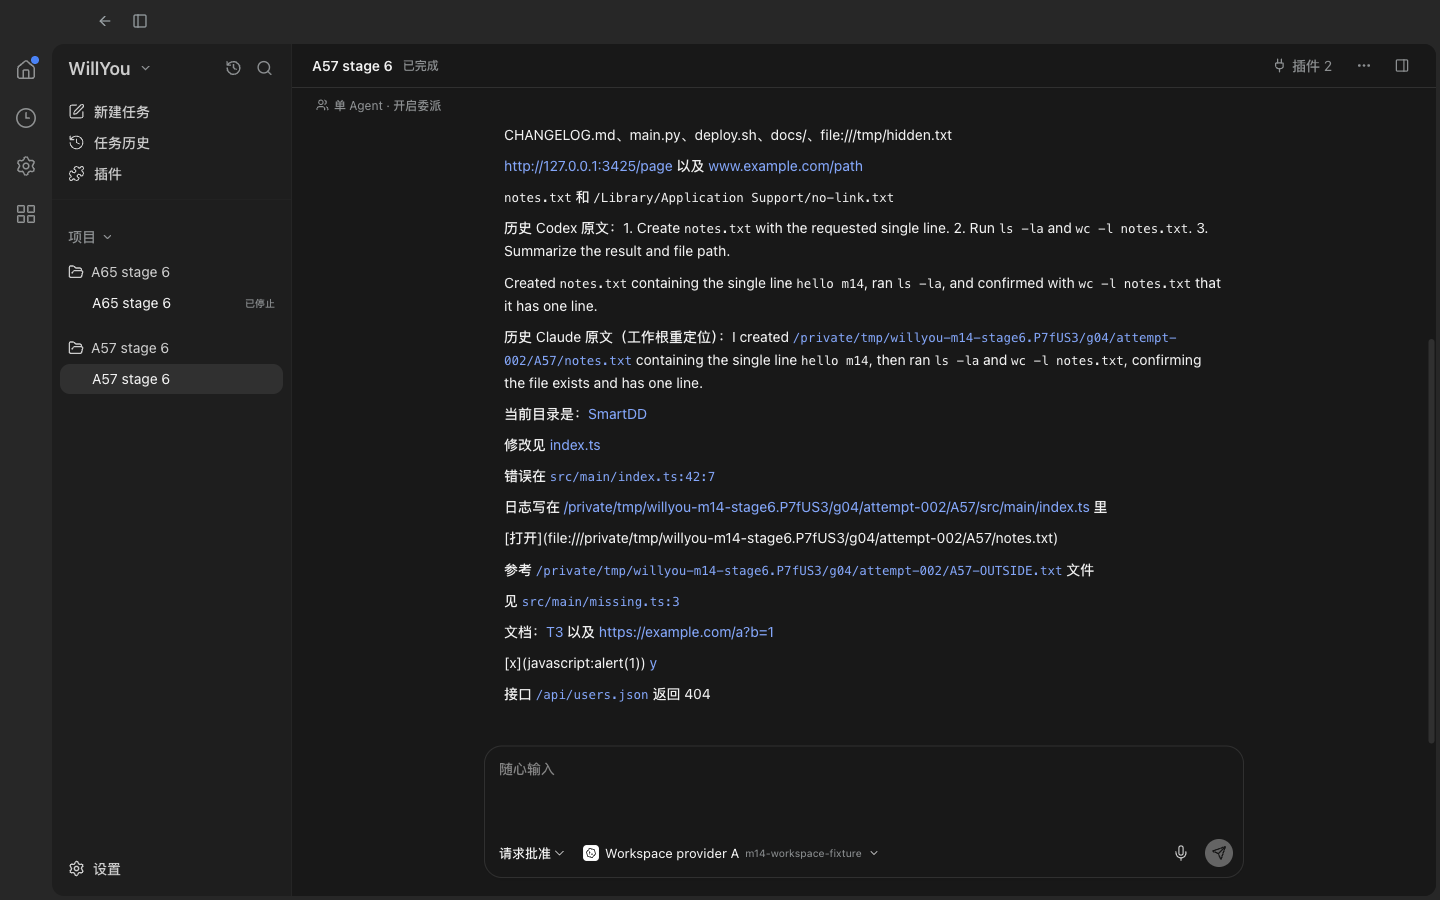 WillYou
新建任务
任务历史
插件
项目
A65 stage 6
A65 stage 6 已停止
A57 stage 6
A57 stage 6
设置
A57 stage 6 已完成
插件 2
单 Agent · 开启委派
CHANGELOG.md、main.py、deploy.sh、docs/、file:///tmp/hidden.txt
http://127.0.0.1:3425/page 以及 www.example.com/path
notes.txt 和 /Library/Application Support/no-link.txt
历史 Codex 原文：1. Create notes.txt with the requested single line. 2. Run ls -la and wc -l notes.txt. 3.
Summarize the result and file path.
Created notes.txt containing the single line hello m14, ran ls -la, and confirmed with wc -l notes.txt that
it has one line.
历史 Claude 原文（工作根重定位）：I created /private/tmp/willyou-m14-stage6.P7fUS3/g04/attempt-
002/A57/notes.txt containing the single line hello m14, then ran ls -la and wc -l notes.txt, confirming
the file exists and has one line.
当前目录是：SmartDD
修改见 index.ts
错误在 src/main/index.ts:42:7
日志写在 /private/tmp/willyou-m14-stage6.P7fUS3/g04/attempt-002/A57/src/main/index.ts 里
[打开](file:///private/tmp/willyou-m14-stage6.P7fUS3/g04/attempt-002/A57/notes.txt)
参考 /private/tmp/willyou-m14-stage6.P7fUS3/g04/attempt-002/A57-OUTSIDE.txt 文件
见 src/main/missing.ts:3
文档：T3 以及 https://example.com/a?b=1
[x](javascript:alert(1)) y
接口 /api/users.json 返回 404
随心输入
请求批准 Workspace provider A m14-workspace-fixture